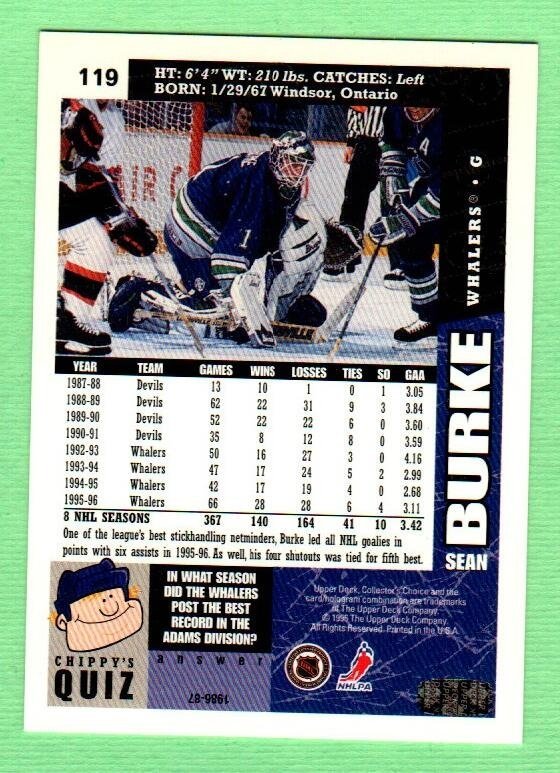 119
HT: 6'4" WT: 210 lbs. CATCHES: Left
BORN: 1/29/67 Windsor, Ontario
1
A
WHALERS® · G
SEAN BURKE
YEAR TEAM GAMES WINS LOSSES TIES SO GAA
1987-88 Devils 13 10 1 0 1 3.05
1988-89 Devils 62 22 31 9 3 3.84
1989-90 Devils 52 22 22 6 0 3.60
1990-91 Devils 35 8 12 8 0 3.59
1992-93 Whalers 50 16 27 3 0 4.16
1993-94 Whalers 47 17 24 5 2 2.99
1994-95 Whalers 42 17 19 4 0 2.68
1995-96 Whalers 66 28 28 6 4 3.11
8 NHL SEASONS 367 140 164 41 10 3.42
One of the league's best stickhandling netminders, Burke led all NHL goalies in
points with six assists in 1995-96. As well, his four shutouts was tied for fifth best.
CHIPPY'S
QUIZ
IN WHAT SEASON
DID THE WHALERS
POST THE BEST
RECORD IN THE
ADAMS DIVISION?
answer
1986-87
Upper Deck, Collector's Choice and the
card/hologram combination are trademarks
of The Upper Deck Company.
© 1996 The Upper Deck Company.
All Rights Reserved. Printed in the U.S.A.
NHL
NHLPA